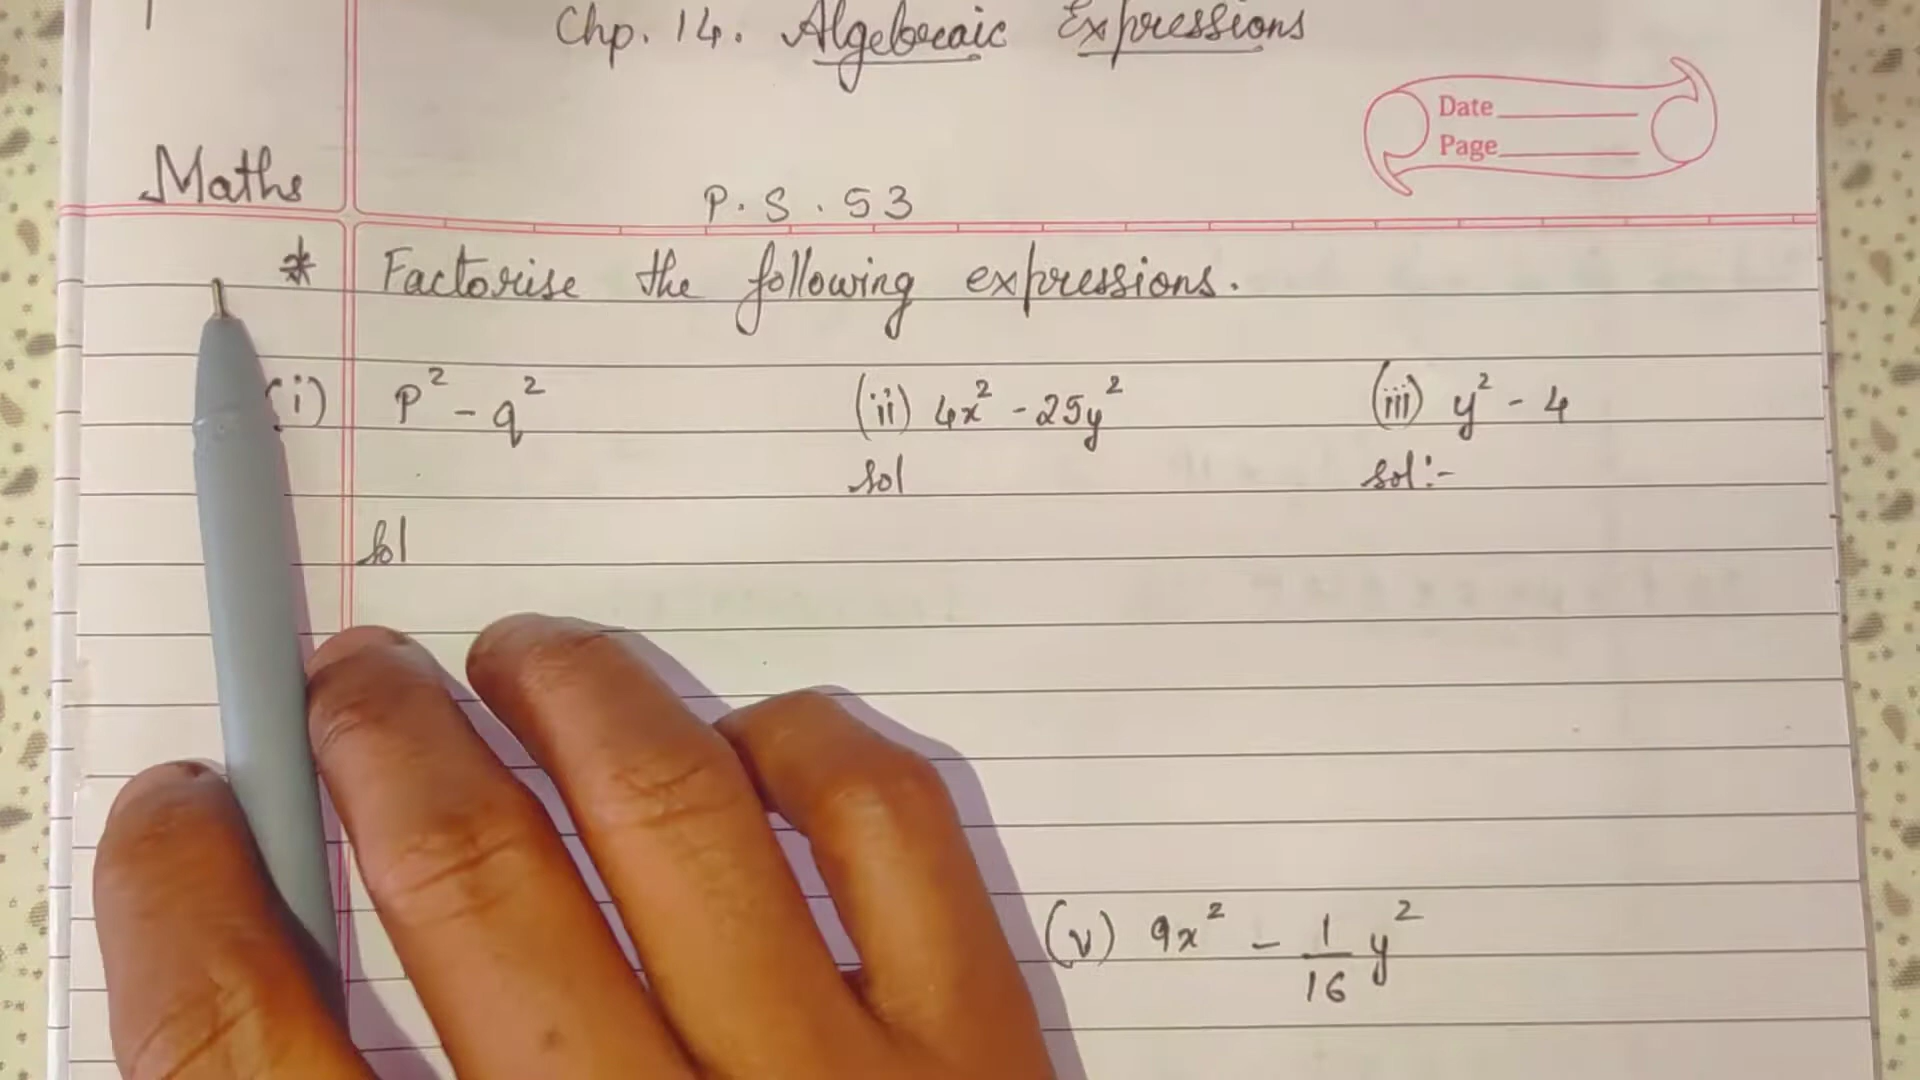 Chp. 14. Algebraic Expressions
Date
Page
Maths
P. S. 53
* Factorise the following expressions.
(i) p² - q² (ii) 4x² - 25y² (iii) y² - 4
sol sol:-
sol
(v) 9x² - 1/16 y²